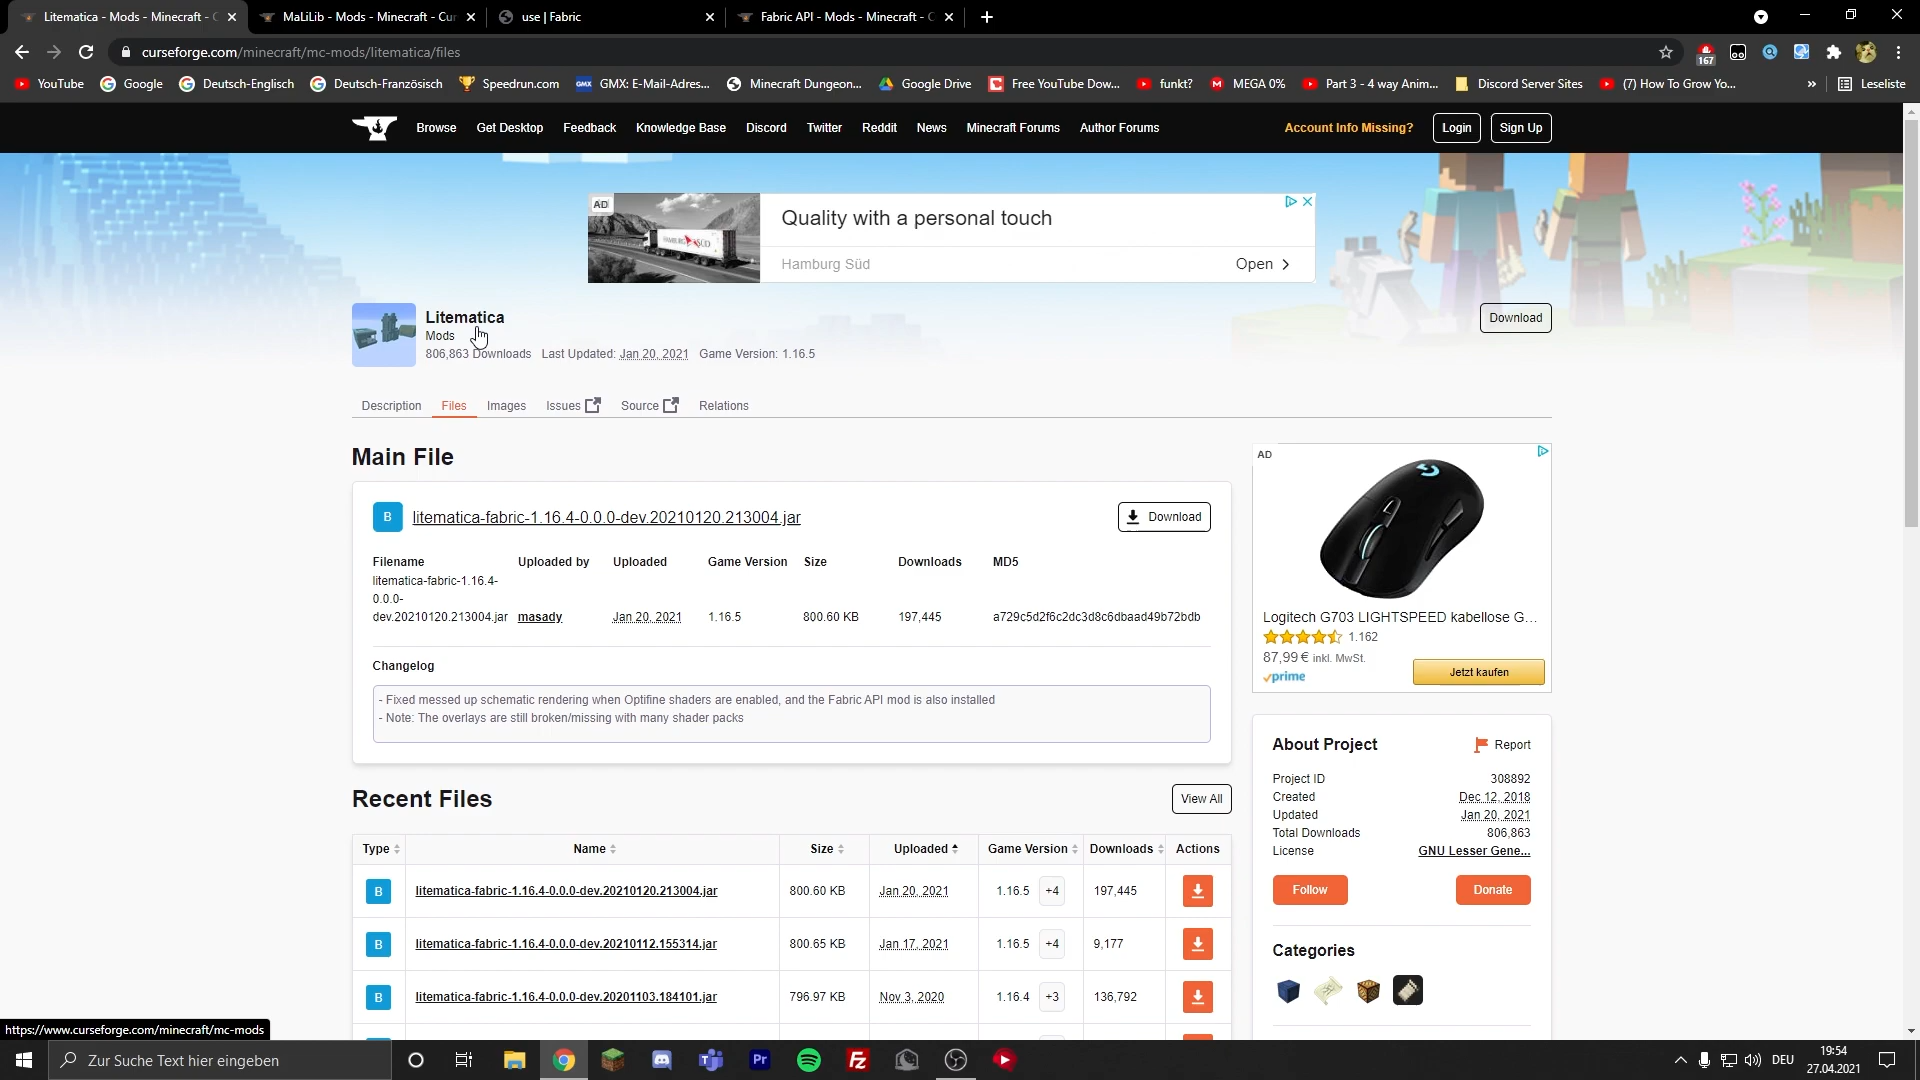 Litematica - Mods - Minecraft - C
MaLiLib - Mods - Minecraft - Cur
use | Fabric
Fabric API - Mods - Minecraft - C
curseforge.com/minecraft/mc-mods/litematica/files
167
YouTube
Google
Deutsch-Englisch
Deutsch-Französisch
Speedrun.com
GMX: E-Mail-Adres...
Minecraft Dungeon...
Google Drive
Free YouTube Dow...
funkt?
MEGA 0%
Part 3 - 4 way Anim...
Discord Server Sites
(7) How To Grow Yo...
»
Leseliste
Browse
Get Desktop
Feedback
Knowledge Base
Discord
Twitter
Reddit
News
Minecraft Forums
Author Forums
Account Info Missing?
Login
Sign Up
AD
HAMBURG SÜD
Quality with a personal touch
Hamburg Süd
Open
Litematica
Mods
806,863 Downloads Last Updated: Jan 20, 2021 Game Version: 1.16.5
Download
Description
Files
Images
Issues
Source
Relations
Main File
B
litematica-fabric-1.16.4-0.0.0-dev.20210120.213004.jar
Download
Filename
Uploaded by
Uploaded
Game Version
Size
Downloads
MD5
litematica-fabric-1.16.4-
0.0.0-
dev.20210120.213004.jar
masady
Jan 20, 2021
1.16.5
800.60 KB
197,445
a729c5d2f6c2dc3d8c6dbaad49b72bdb
Changelog
- Fixed messed up schematic rendering when Optifine shaders are enabled, and the Fabric API mod is also installed
- Note: The overlays are still broken/missing with many shader packs
AD
Logitech G703 LIGHTSPEED kabellose G...
1.162
87,99 € inkl. MwSt.
prime
Jetzt kaufen
Recent Files
View All
Type
Name
Size
Uploaded
Game Version
Downloads
Actions
B litematica-fabric-1.16.4-0.0.0-dev.20210120.213004.jar 800.60 KB Jan 20, 2021 1.16.5 +4 197,445
B litematica-fabric-1.16.4-0.0.0-dev.20210112.155314.jar 800.65 KB Jan 17, 2021 1.16.5 +4 9,177
B litematica-fabric-1.16.4-0.0.0-dev.20201103.184101.jar 796.97 KB Nov 3, 2020 1.16.4 +3 136,792
About Project
Report
Project ID 308892
Created Dec 12, 2018
Updated Jan 20, 2021
Total Downloads 806,863
License GNU Lesser Gene...
Follow
Donate
Categories
https://www.curseforge.com/minecraft/mc-mods
Zur Suche Text hier eingeben
Pr
Fz
DEU
19:54
27.04.2021